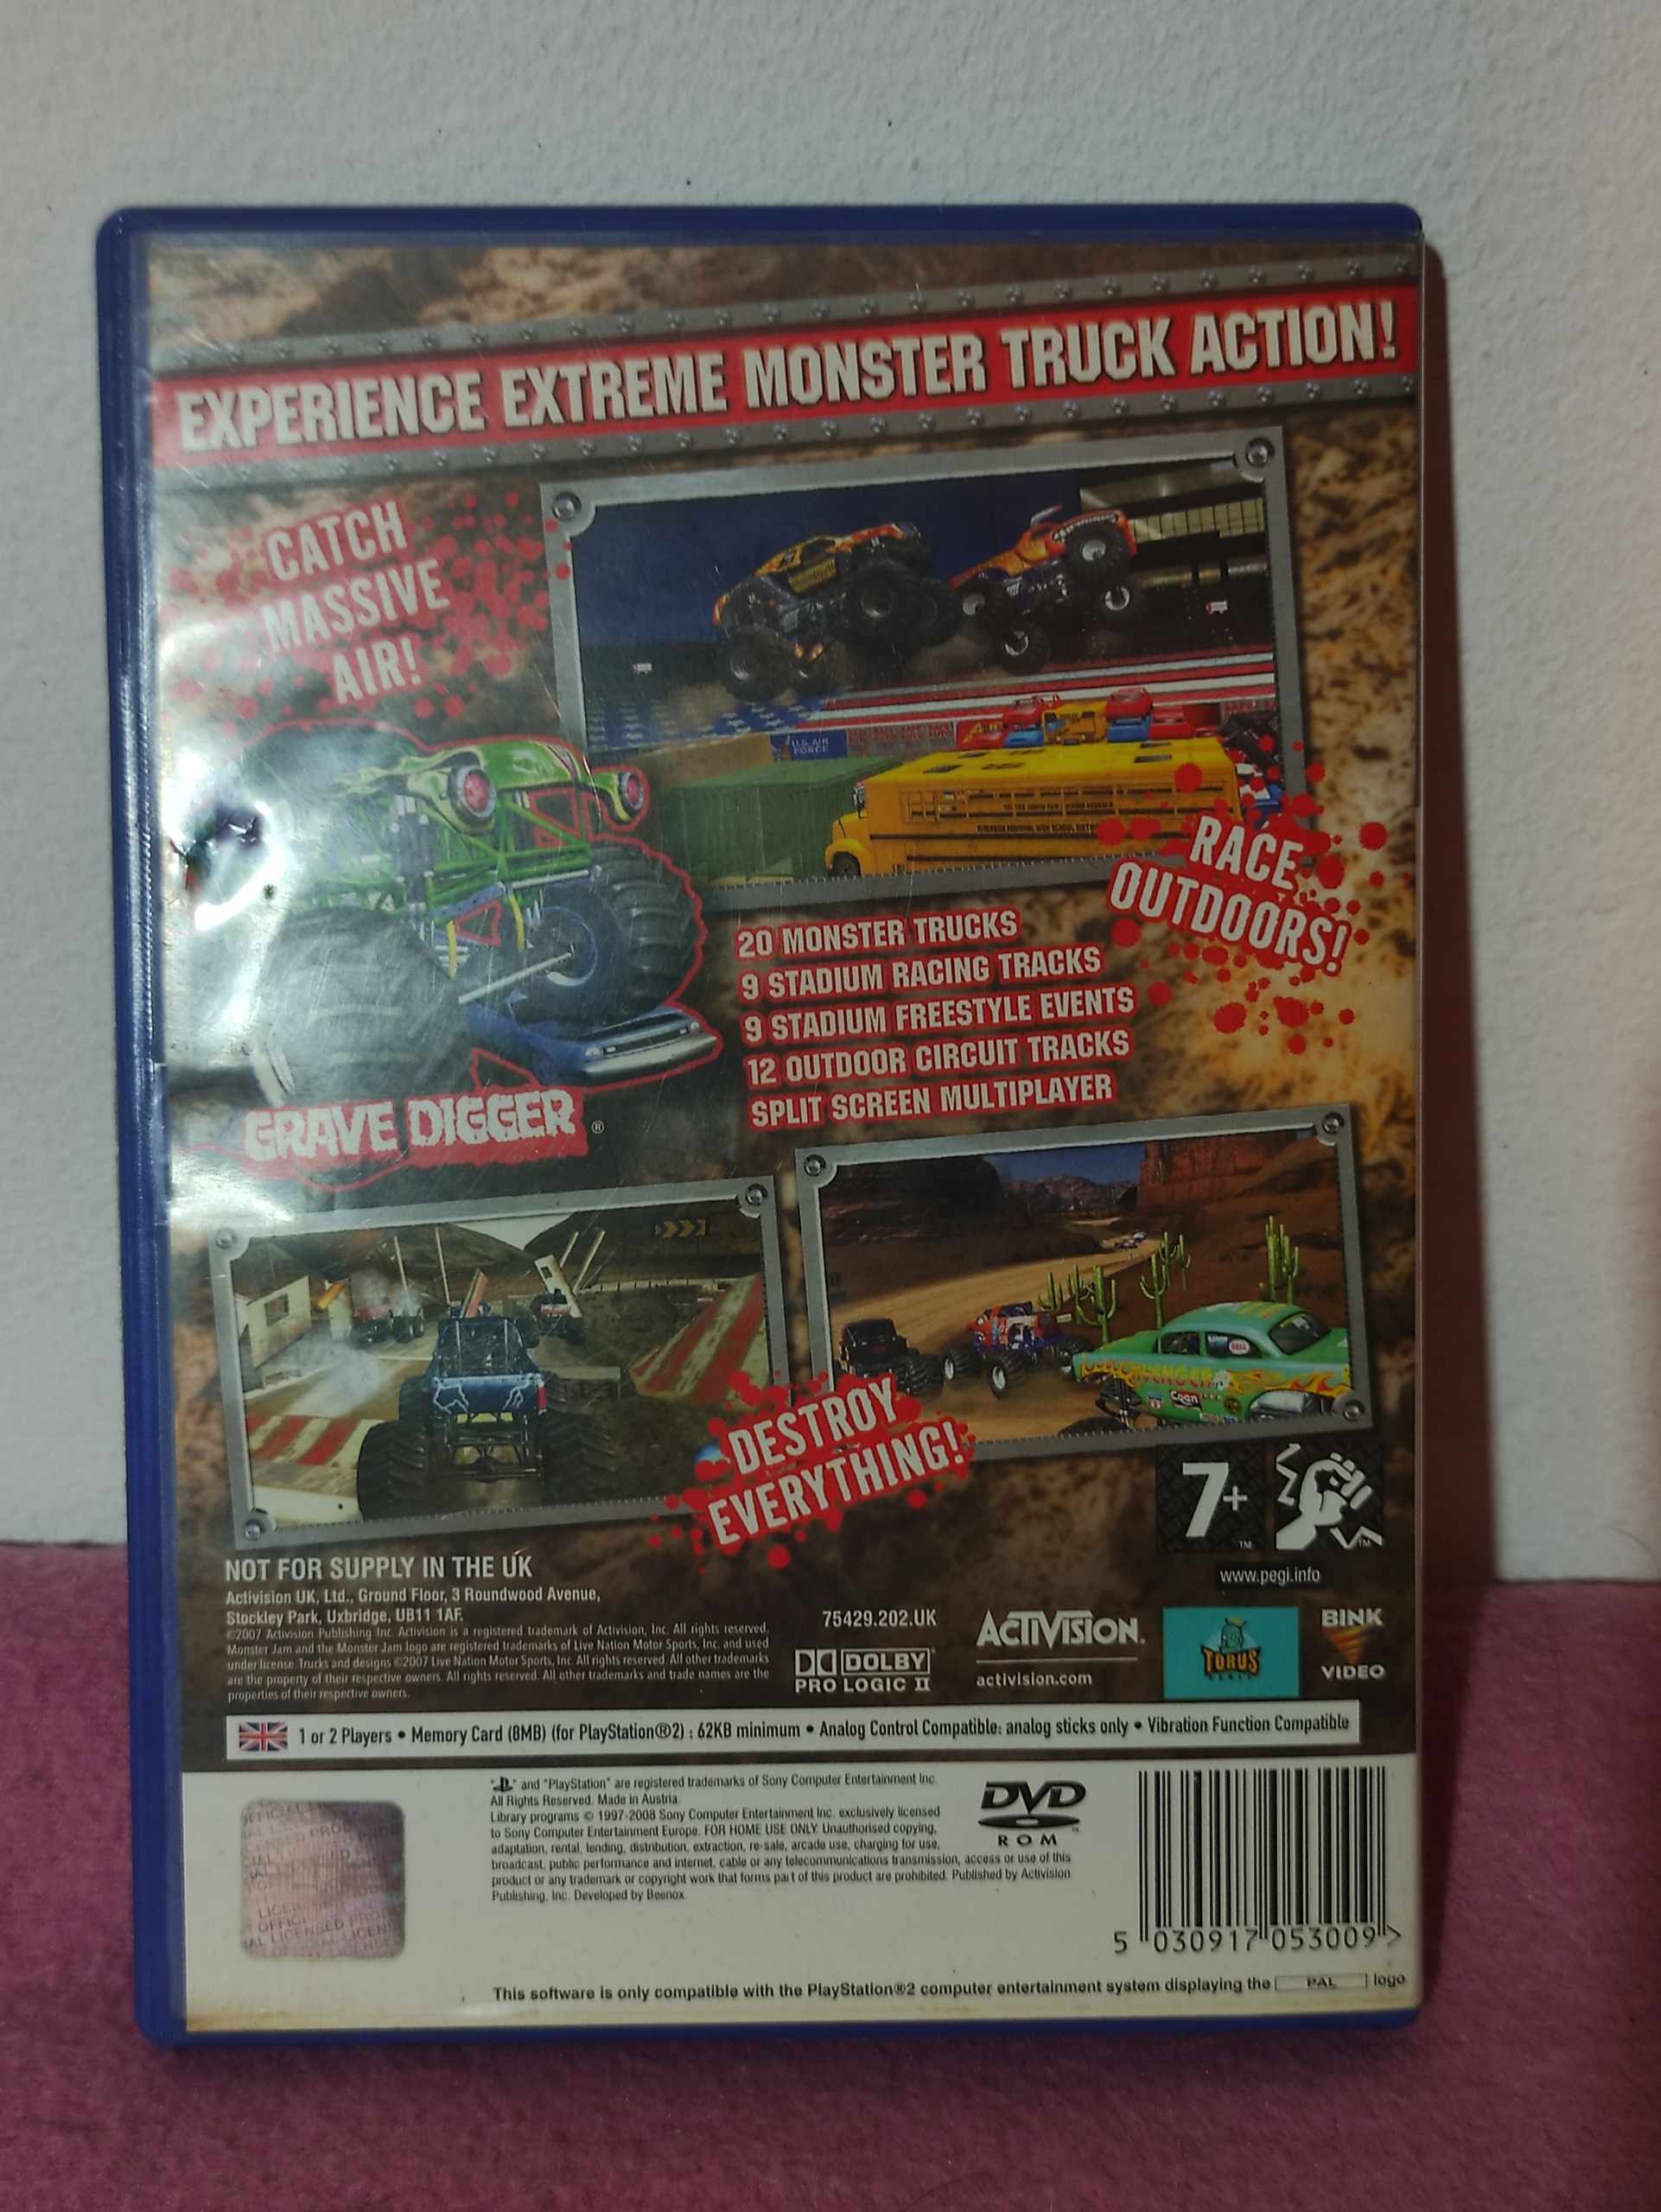 EXPERIENCE EXTREME MONSTER TRUCK ACTION!
CATCH
MASSIVE
AIR!
U.S. AIR
FORCE
RACE
OUTDOORS!
20 MONSTER TRUCKS
9 STADIUM RACING TRACKS
9 STADIUM FREESTYLE EVENTS
12 OUTDOOR CIRCUIT TRACKS
SPLIT SCREEN MULTIPLAYER
GRAVE DIGGER®
DESTROY
EVERYTHING!
7+
TM
www.pegi.info
NOT FOR SUPPLY IN THE UK
Activision UK, Ltd., Ground Floor, 3 Roundwood Avenue,
Stockley Park, Uxbridge, UB11 1AF.
©2007 Activision Publishing Inc. Activision is a registered trademark of Activision, Inc. All rights reserved.
Monster Jam and the Monster Jam logo are registered trademarks of Live Nation Motor Sports, Inc. and used
under license. Trucks and designs ©2007 Live Nation Motor Sports, Inc. All rights reserved. All other trademarks
are the property of their respective owners. All rights reserved. All other trademarks and trade names are the
properties of their respective owners.
75429.202.UK
DOLBY
PRO LOGIC II
ACTIVISION.
activision.com
TORUS
BINK
VIDEO
1 or 2 Players • Memory Card (8MB) (for PlayStation®2) : 62KB minimum • Analog Control Compatible: analog sticks only • Vibration Function Compatible
" " and "PlayStation" are registered trademarks of Sony Computer Entertainment Inc.
All Rights Reserved. Made in Austria.
Library programs © 1997-2008 Sony Computer Entertainment Inc. exclusively licensed
to Sony Computer Entertainment Europe. FOR HOME USE ONLY. Unauthorised copying,
adaptation, rental, lending, distribution, extraction, re-sale, arcade use, charging for use,
broadcast, public performance and internet, cable or any telecommunications transmission, access or use of this
product or any trademark or copyright work that forms part of this product are prohibited. Published by Activision
Publishing, Inc. Developed by Beenox
DVD
ROM
5 030917 053009 >
This software is only compatible with the PlayStation®2 computer entertainment system displaying the PAL logo